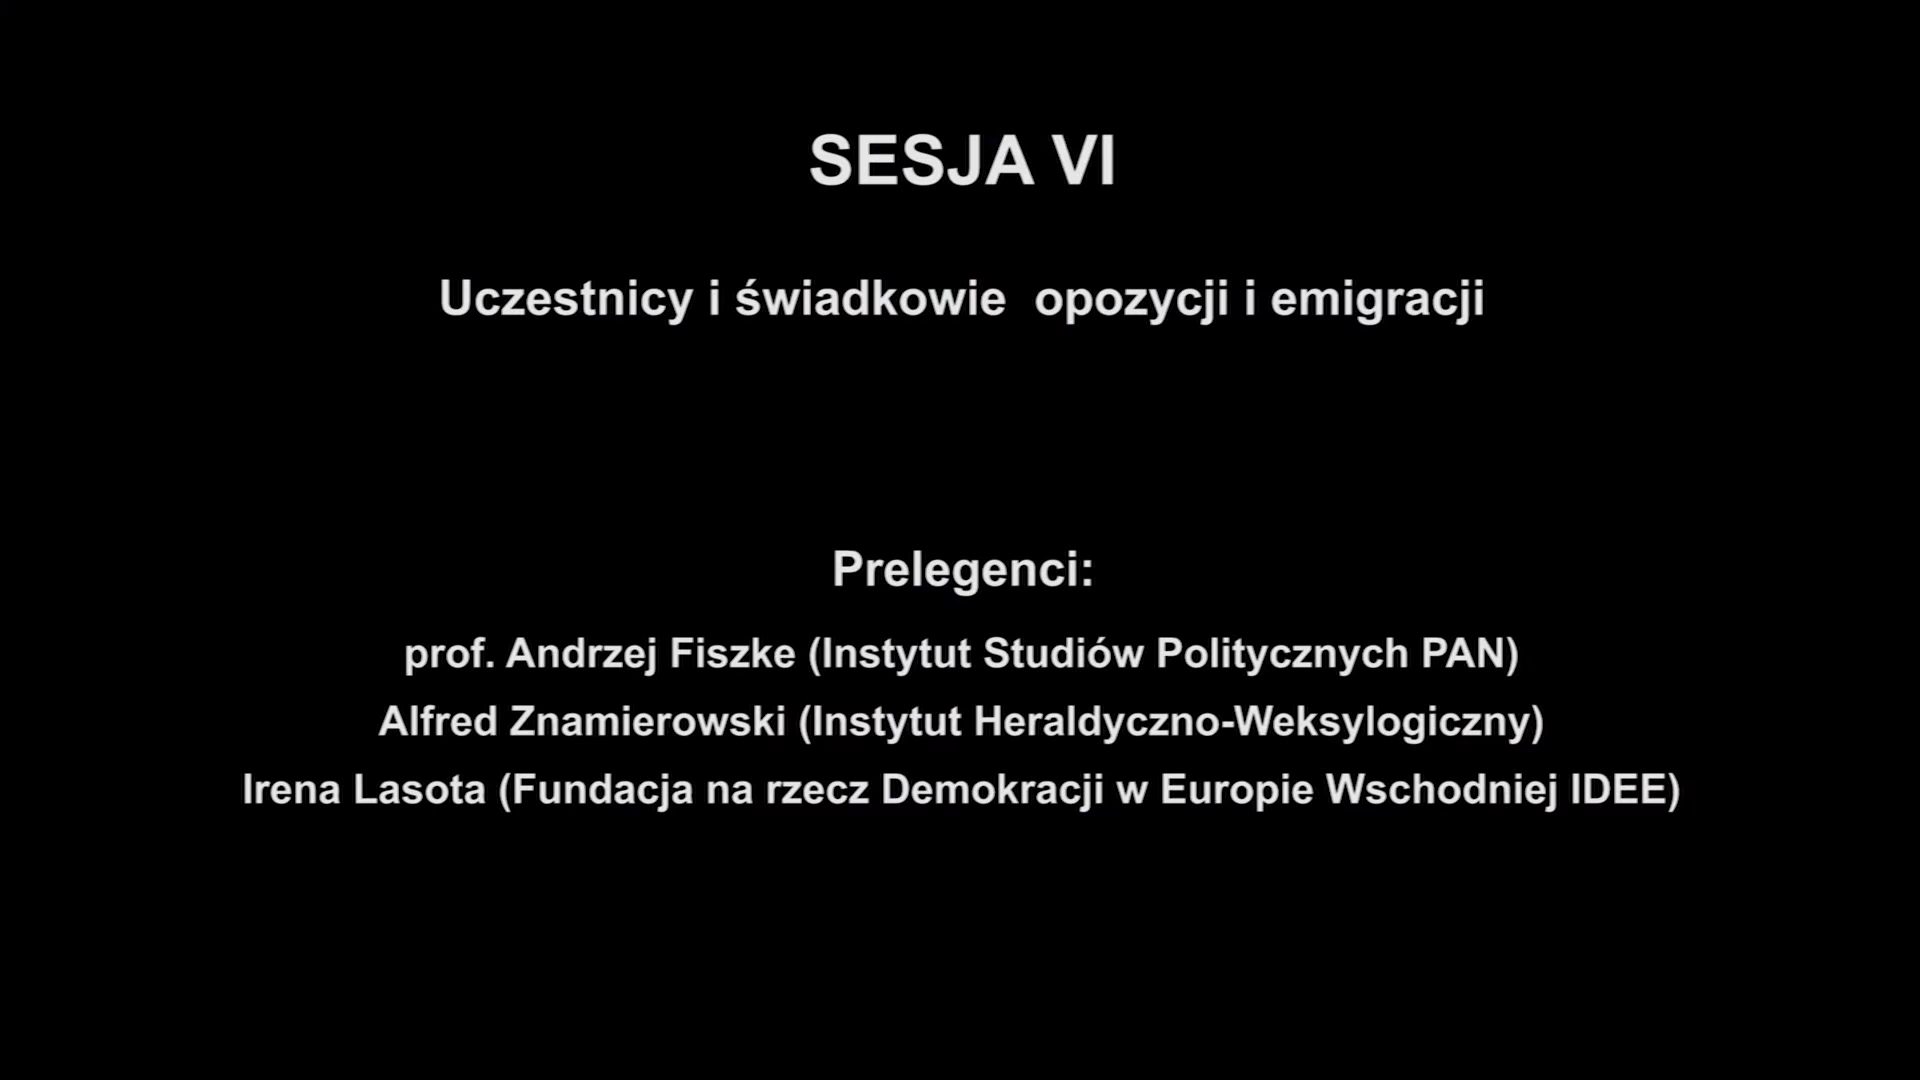 SESJA VI
Uczestnicy i świadkowie  opozycji i emigracji
Prelegenci:
prof. Andrzej Fiszke (Instytut Studiów Politycznych PAN)
Alfred Znamierowski (Instytut Heraldyczno-Weksylogiczny)
Irena Lasota (Fundacja na rzecz Demokracji w Europie Wschodniej IDEE)